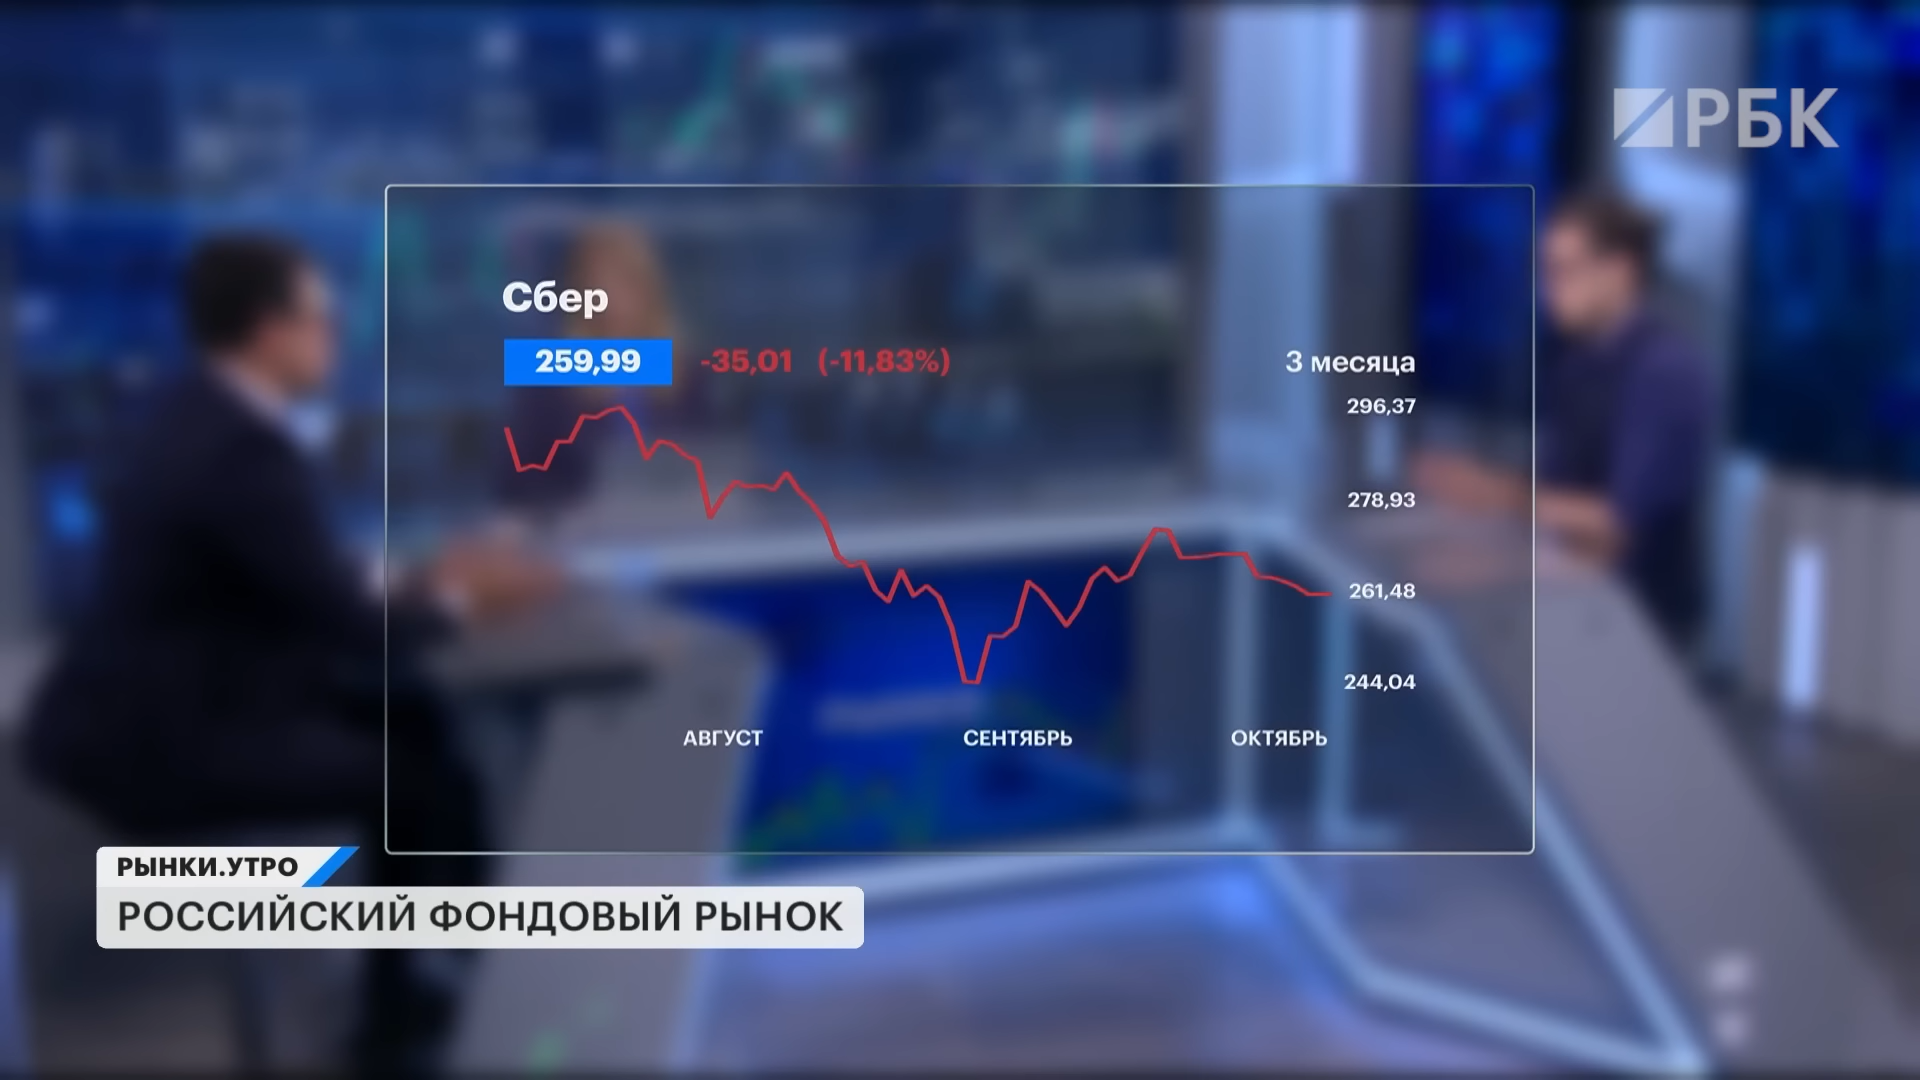 РБК
Сбер
259,99 -35,01 (-11,83%) 3 месяца
296,37
278,93
261,48
244,04
АВГУСТ СЕНТЯБРЬ ОКТЯБРЬ
РЫНКИ.УТРО
РОССИЙСКИЙ ФОНДОВЫЙ РЫНОК